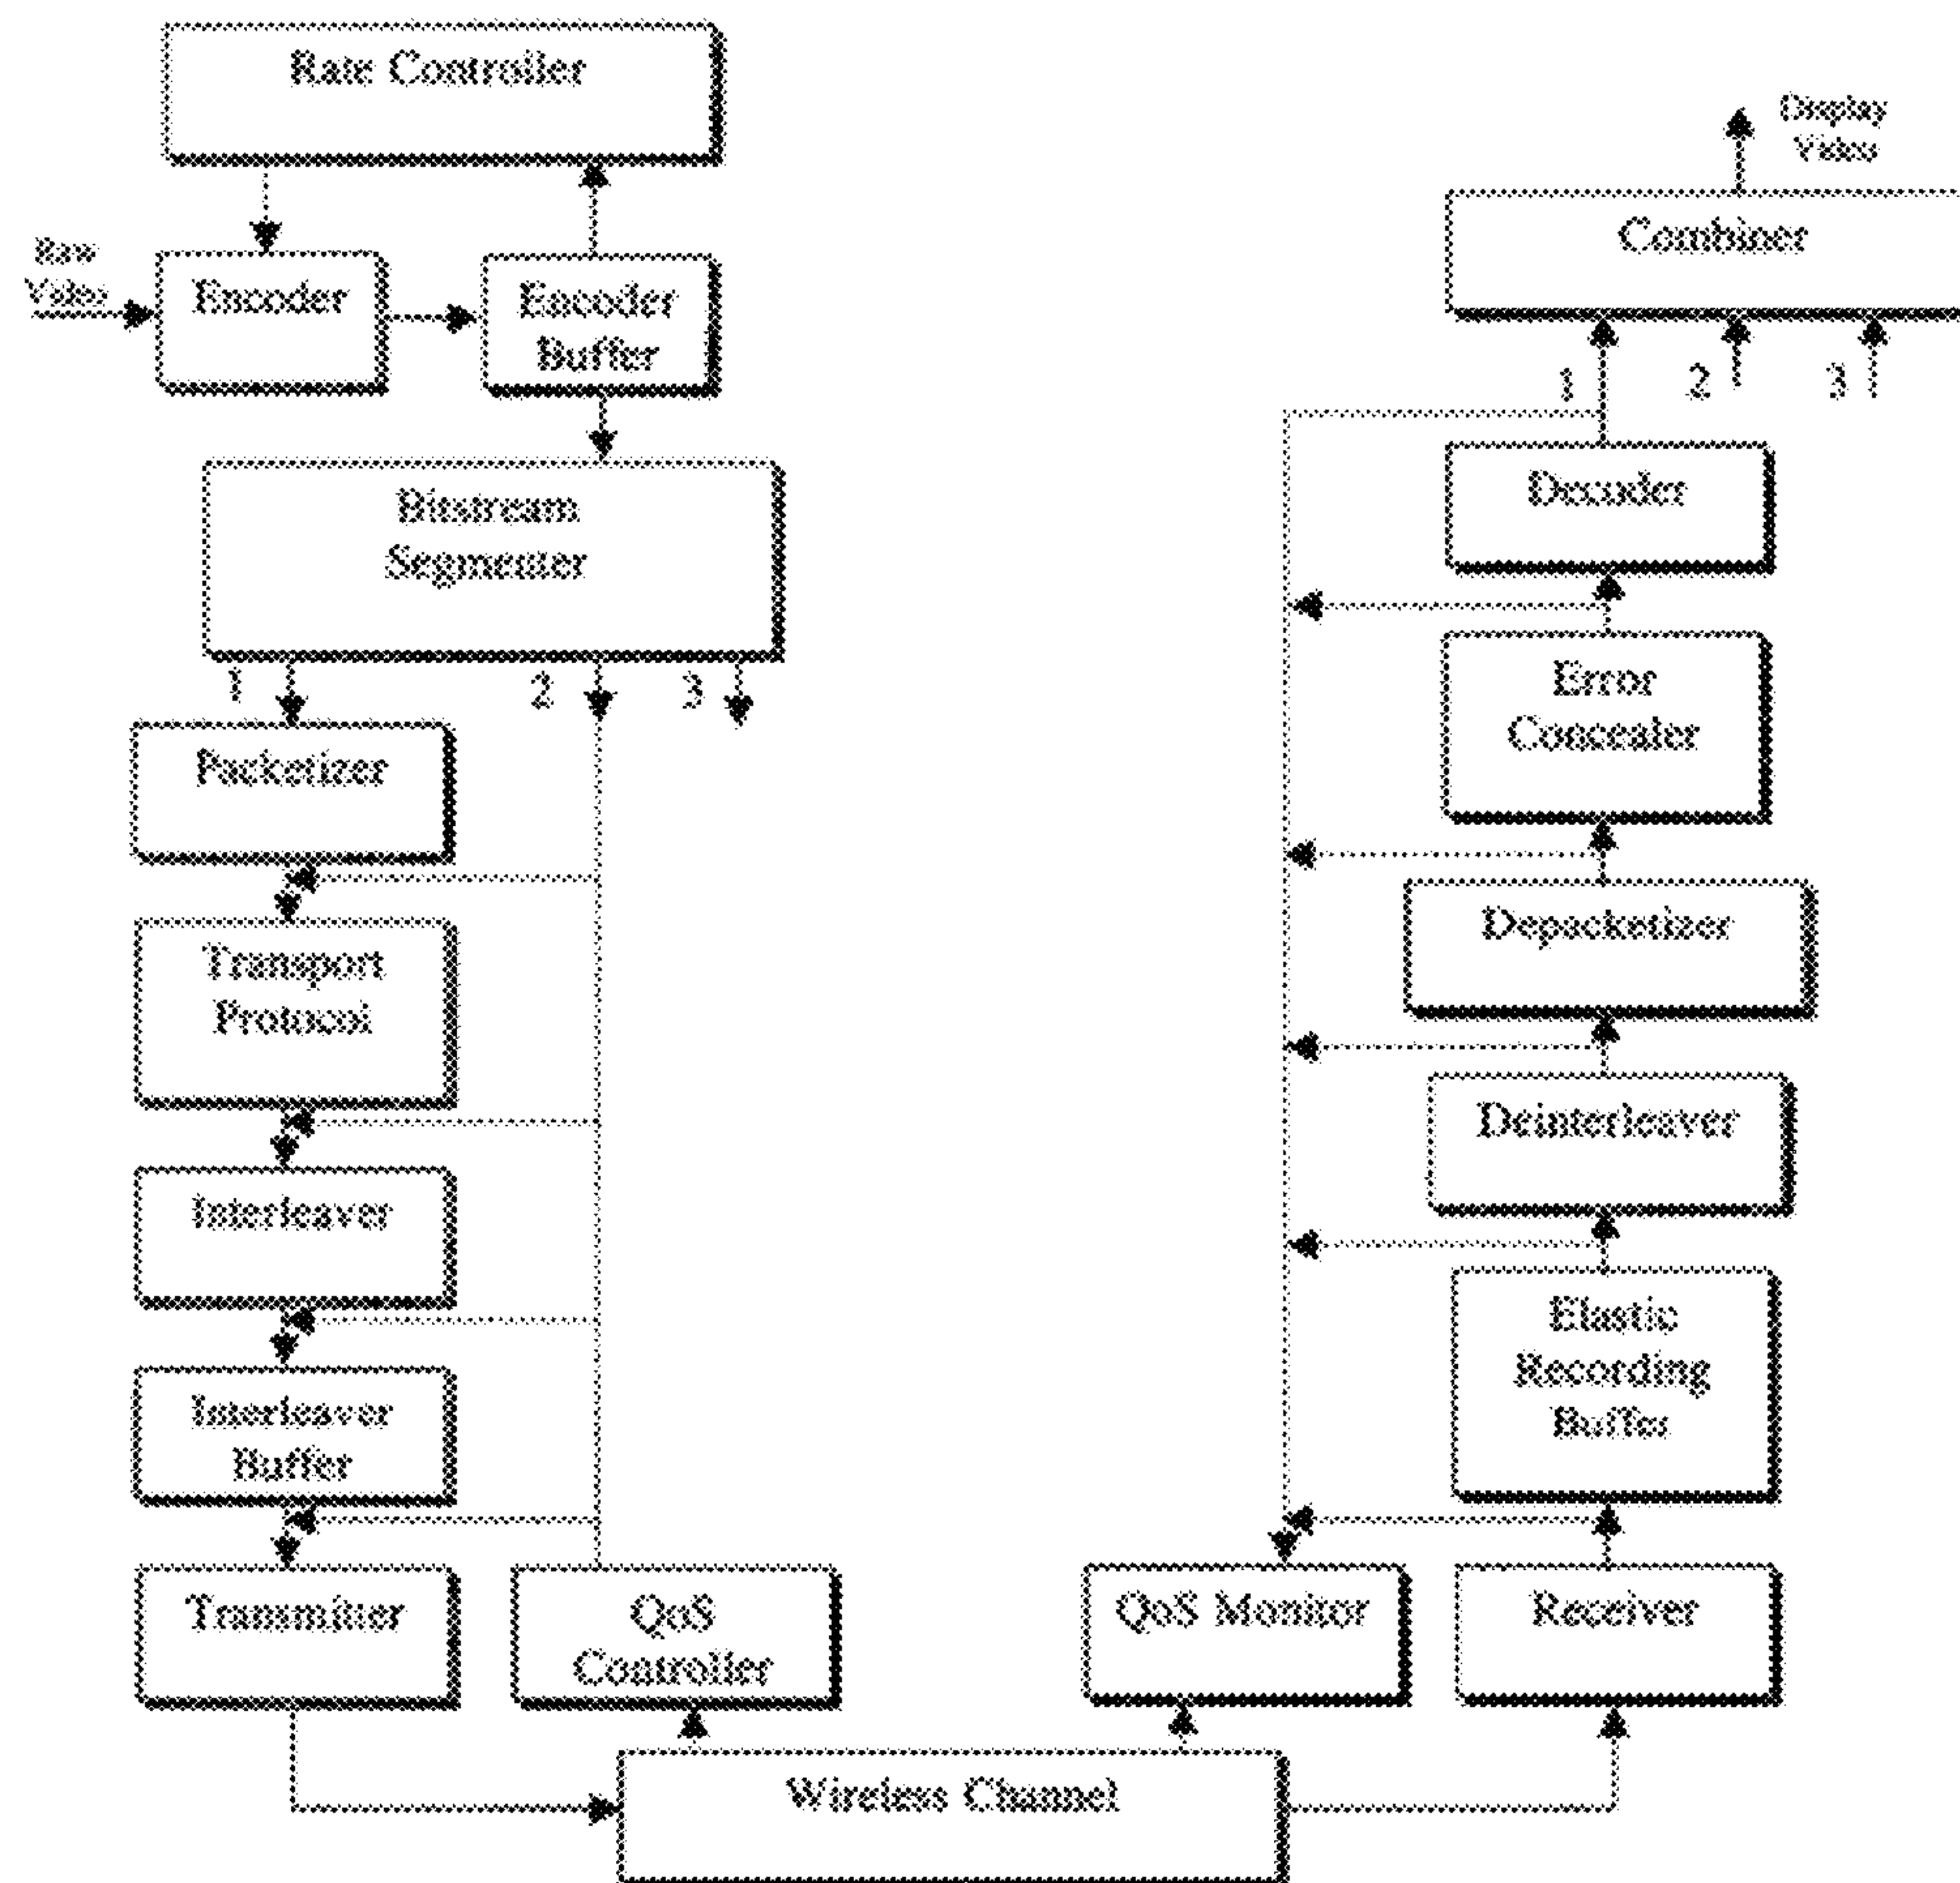 Rate Controller
Raw
Video
Encoder
Encoder
Buffer
Bitstream
Segmenter
1
2
3
Packetizer
Transport
Protocol
Interleaver
Interleaver
Buffer
Transmitter
QoS
Controller
Wireless Channel
Display
Video
Combiner
1
2
3
Decoder
Error
Concealer
Depacketizer
Deinterleaver
Elastic
Recording
Buffer
QoS Monitor
Receiver